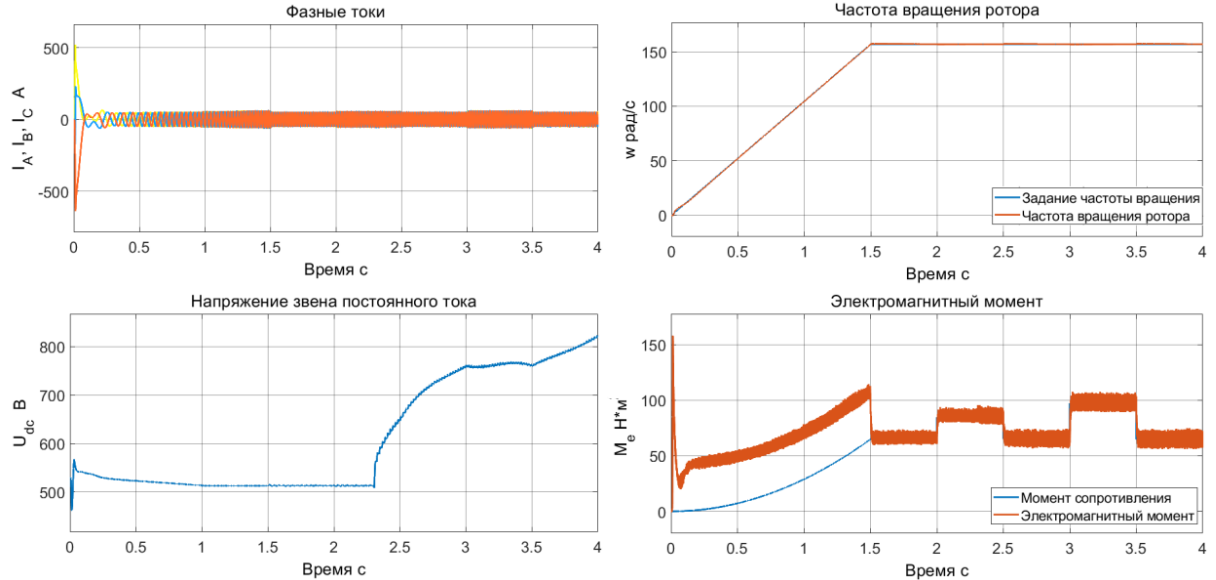 Фазные токи
500
0
-500
I_A, I_B, I_C  А
0 0.5 1 1.5 2 2.5 3 3.5 4
Время с
Частота вращения ротора
150
100
50
0
w рад/с
Задание частоты вращения
Частота вращения ротора
0 0.5 1 1.5 2 2.5 3 3.5 4
Время с
Напряжение звена постоянного тока
800
700
600
500
U_dc  В
0 0.5 1 1.5 2 2.5 3 3.5 4
Время с
Электромагнитный момент
150
100
50
0
M_e Н*м
Момент сопротивления
Электромагнитный момент
0 0.5 1 1.5 2 2.5 3 3.5 4
Время с